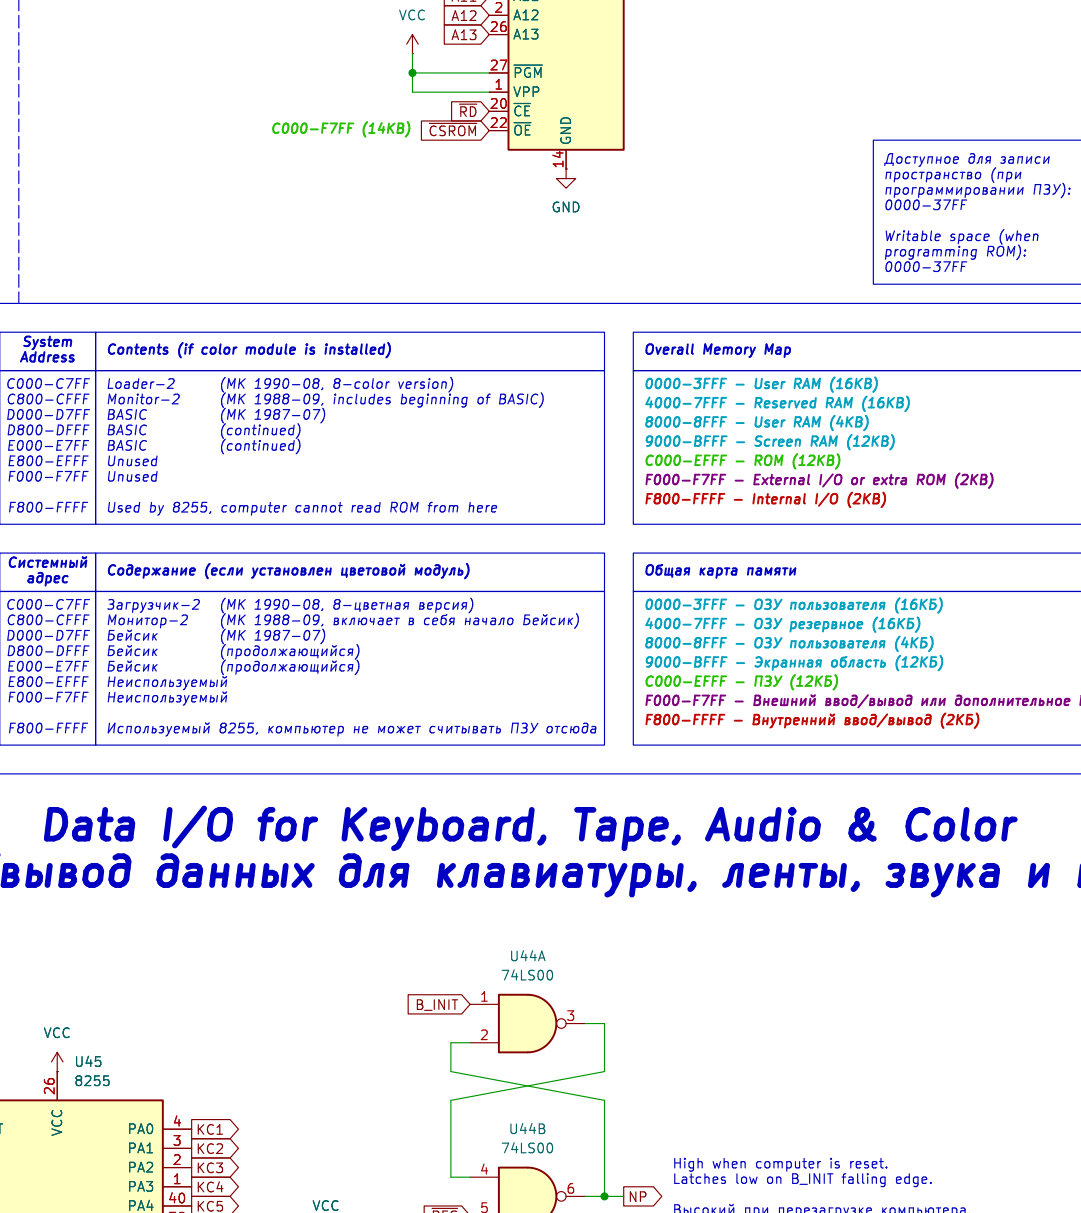 VCC
A12 2 A12
A13 26 A13
27 PGM
1 VPP
RD 20 CE
C000-F7FF (14KB) CSROM 22 OE
GND
14
GND
Доступное для записи
пространство (при
программировании ПЗУ):
0000-37FF
Writable space (when
programming ROM):
0000-37FF
System
Address
Contents (if color module is installed)
C000-C7FF Loader-2 (MK 1990-08, 8-color version)
C800-CFFF Monitor-2 (MK 1988-09, includes beginning of BASIC)
D000-D7FF BASIC (MK 1987-07)
D800-DFFF BASIC (continued)
E000-E7FF BASIC (continued)
E800-EFFF Unused
F000-F7FF Unused
F800-FFFF Used by 8255, computer cannot read ROM from here
Overall Memory Map
0000-3FFF – User RAM (16KB)
4000-7FFF – Reserved RAM (16KB)
8000-8FFF – User RAM (4KB)
9000-BFFF – Screen RAM (12KB)
C000-EFFF – ROM (12KB)
F000-F7FF – External I/O or extra ROM (2KB)
F800-FFFF – Internal I/O (2KB)
Системный
адрес
Содержание (если установлен цветовой модуль)
C000-C7FF Загрузчик-2 (МК 1990-08, 8-цветная версия)
C800-CFFF Монитор-2 (МК 1988-09, включает в себя начало Бейсик)
D000-D7FF Бейсик (МК 1987-07)
D800-DFFF Бейсик (продолжающийся)
E000-E7FF Бейсик (продолжающийся)
E800-EFFF Неиспользуемый
F000-F7FF Неиспользуемый
F800-FFFF Используемый 8255, компьютер не может считывать ПЗУ отсюда
Общая карта памяти
0000-3FFF – ОЗУ пользователя (16КБ)
4000-7FFF – ОЗУ резервное (16КБ)
8000-8FFF – ОЗУ пользователя (4КБ)
9000-BFFF – Экранная область (12КБ)
C000-EFFF – ПЗУ (12КБ)
F000-F7FF – Внешний ввод/вывод или дополнительное
F800-FFFF – Внутренний ввод/вывод (2КБ)
Data I/O for Keyboard, Tape, Audio & Color
/вывод данных для клавиатуры, ленты, звука и
U44A
74LS00
B_INIT 1
2
3
VCC
U45
8255
26
VCC
PA0 4 KC1
PA1 3 KC2
PA2 2 KC3
PA3 1 KC4
PA4 40 KC5
VCC
U44B
74LS00
4
5
6 NP
High when computer is reset.
Latches low on B_INIT falling edge.
Высокий при перезагрузке компьютера